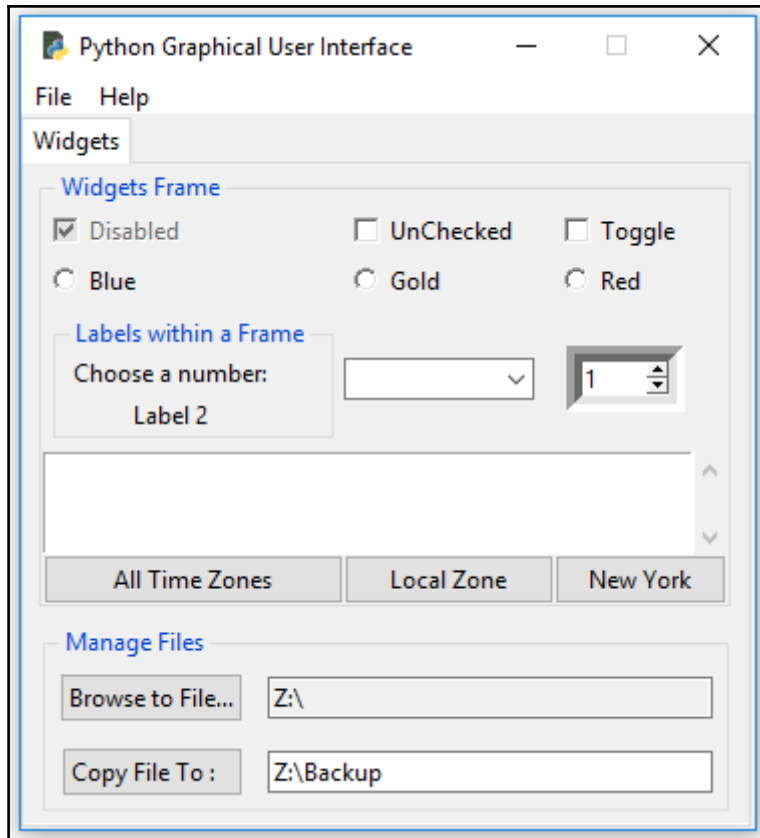 Python Graphical User Interface
File Help
Widgets
Widgets Frame
Disabled UnChecked Toggle
Blue Gold Red
Labels within a Frame
Choose a number: 1
Label 2
All Time Zones Local Zone New York
Manage Files
Browse to File... Z:\
Copy File To : Z:\Backup